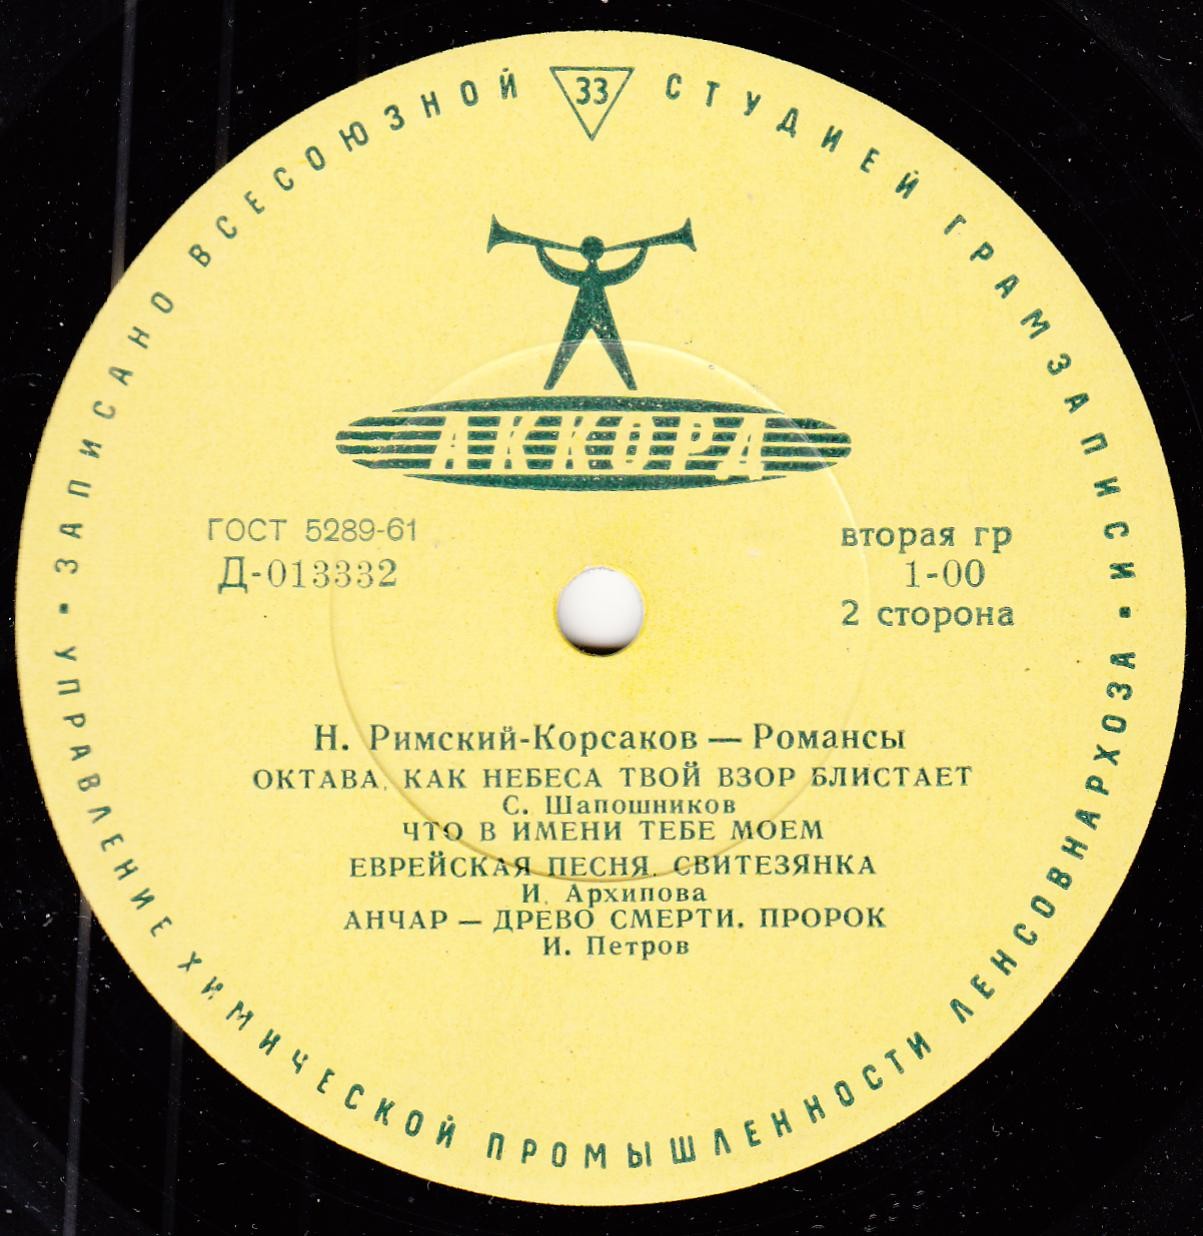 ЗАПИСАНО ВСЕСОЮЗНОЙ 33 СТУДИЕЙ ГРАМЗАПИСИ •
УПРАВЛЕНИЕ ХИМИЧЕСКОЙ ПРОМЫШЛЕННОСТИ ЛЕНСОВНАРХОЗА •
АККОРД
ГОСТ 5289-61
Д-013332
вторая гр
1-00
2 сторона
Н. Римский-Корсаков — Романсы
ОКТАВА. КАК НЕБЕСА ТВОЙ ВЗОР БЛИСТАЕТ
С. Шапошников
ЧТО В ИМЕНИ ТЕБЕ МОЕМ
ЕВРЕЙСКАЯ ПЕСНЯ. СВИТЕЗЯНКА
И. Архипова
АНЧАР — ДРЕВО СМЕРТИ. ПРОРОК
И. Петров